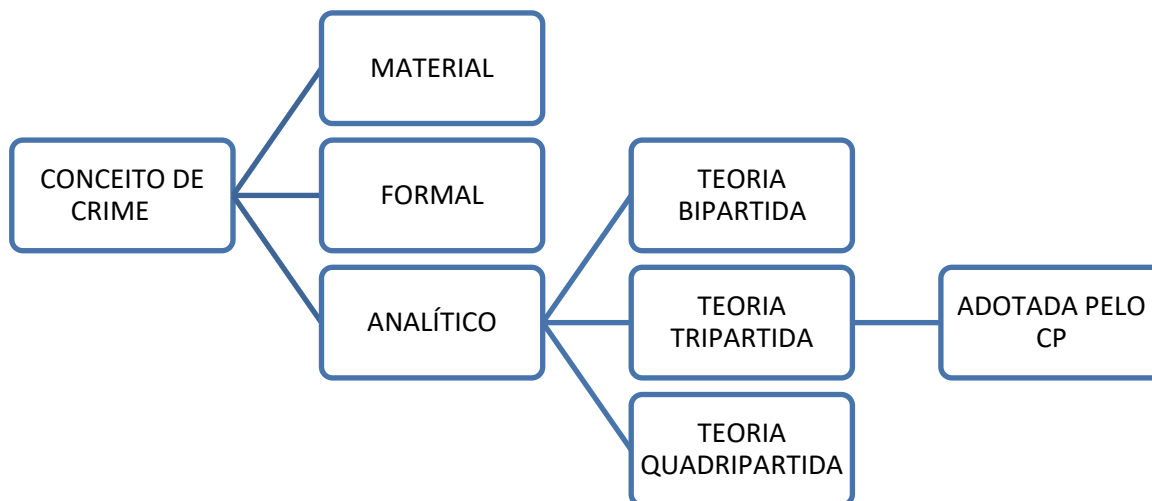 CONCEITO DE
CRIME
MATERIAL
FORMAL
ANALÍTICO
TEORIA
BIPARTIDA
TEORIA
TRIPARTIDA
TEORIA
QUADRIPARTIDA
ADOTADA PELO
CP